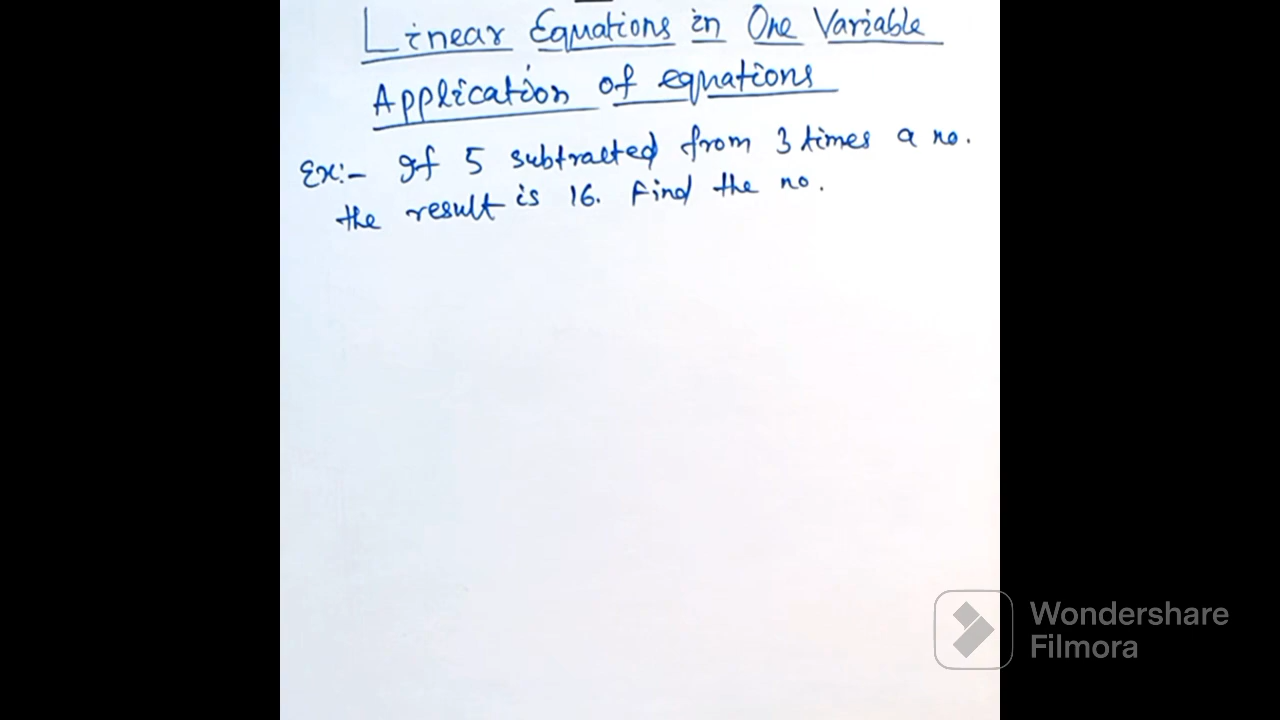 Linear Equations in One Variable
Application of equations
Ex:- If 5 subtracted from 3 times a no.
the result is 16. Find the no.
Wondershare
Filmora